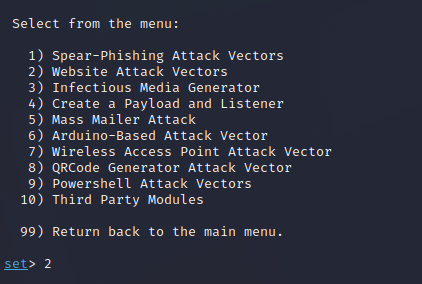 Select from the menu:
1) Spear-Phishing Attack Vectors
2) Website Attack Vectors
3) Infectious Media Generator
4) Create a Payload and Listener
5) Mass Mailer Attack
6) Arduino-Based Attack Vector
7) Wireless Access Point Attack Vector
8) QRCode Generator Attack Vector
9) Powershell Attack Vectors
10) Third Party Modules
99) Return back to the main menu.
set> 2